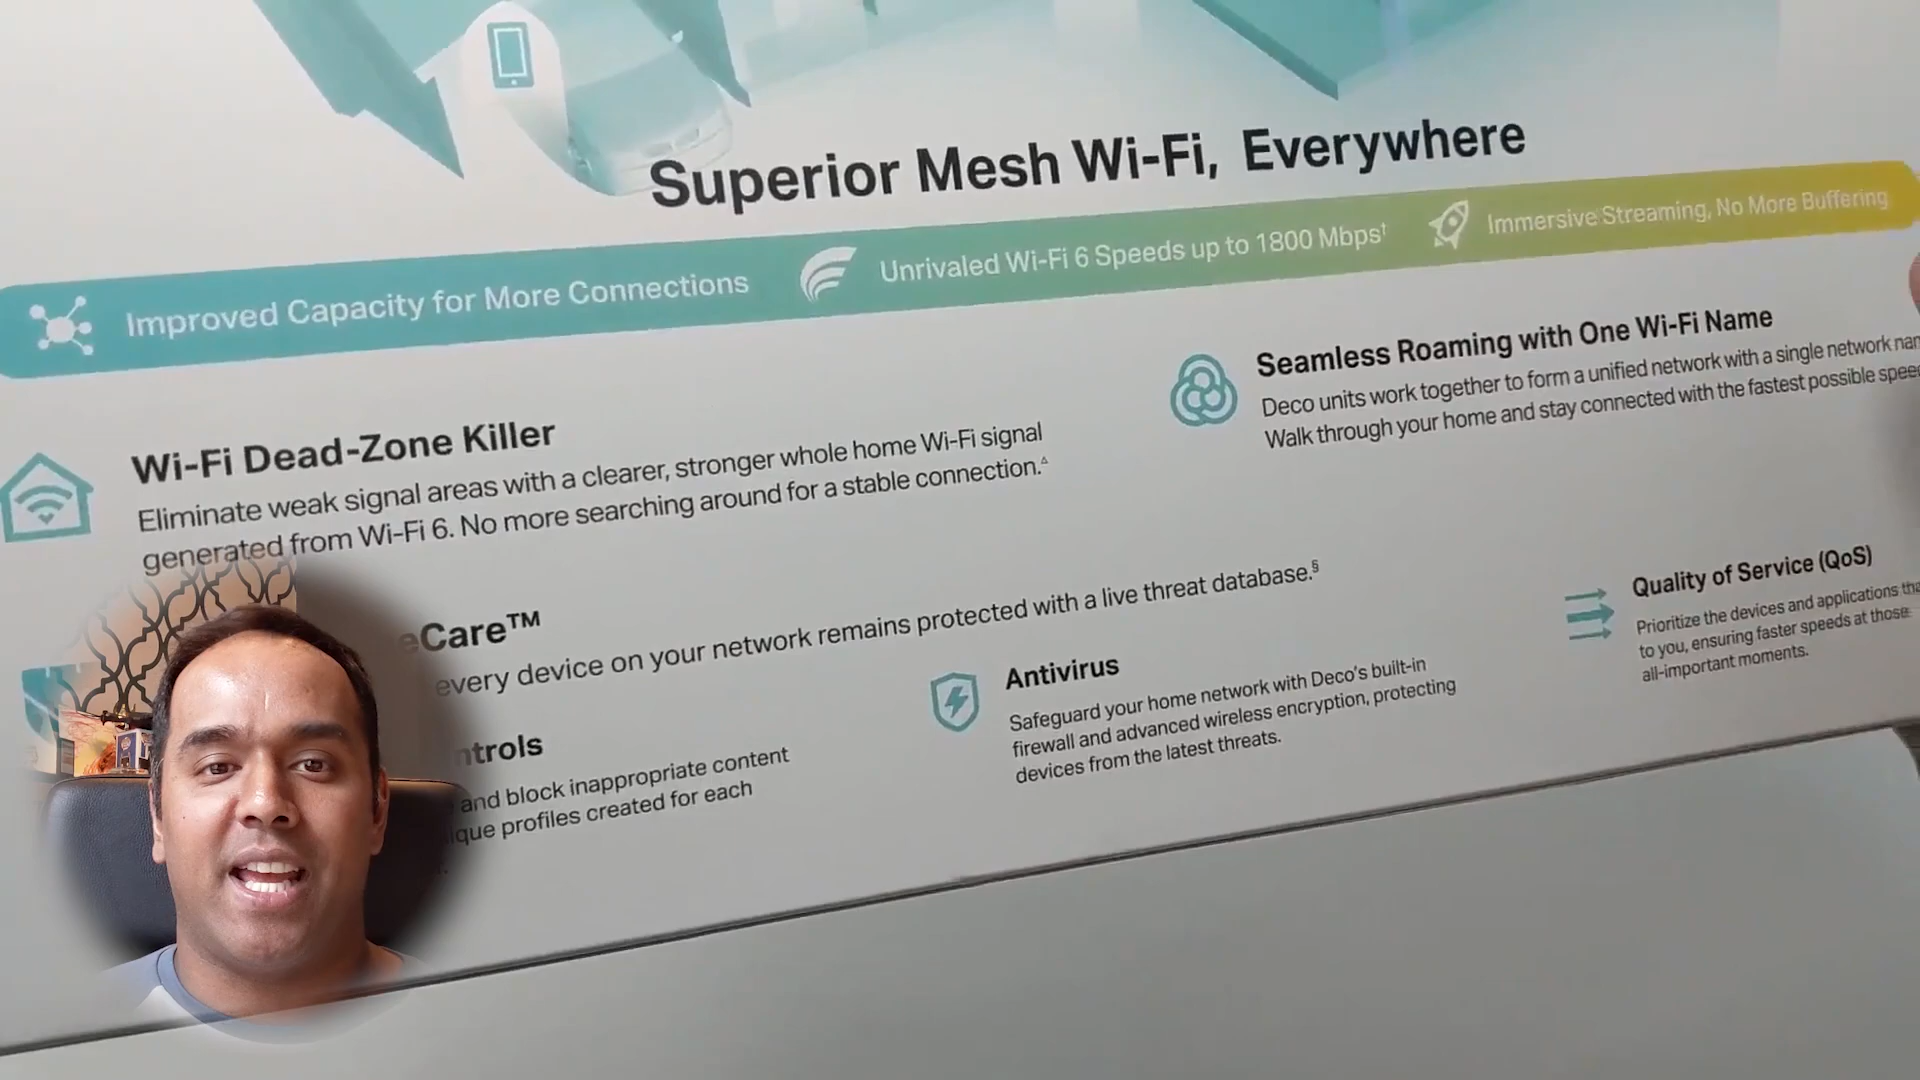 Superior Mesh Wi-Fi, Everywhere
Improved Capacity for More Connections
Unrivaled Wi-Fi 6 Speeds up to 1800 Mbps†
Immersive Streaming, No More Buffering
Wi-Fi Dead-Zone Killer
Eliminate weak signal areas with a clearer, stronger whole home Wi-Fi signal
generated from Wi-Fi 6. No more searching around for a stable connection.△
Seamless Roaming with One Wi-Fi Name
Deco units work together to form a unified network with a single network
Walk through your home and stay connected with the fastest possible
eCare™
every device on your network remains protected with a live threat database.§
ntrols
and block inappropriate content
ique profiles created for each
Antivirus
Safeguard your home network with Deco's built-in
firewall and advanced wireless encryption, protecting
devices from the latest threats.
Quality of Service (QoS)
Prioritize the devices and applications
to you, ensuring faster speeds at those
all-important moments.